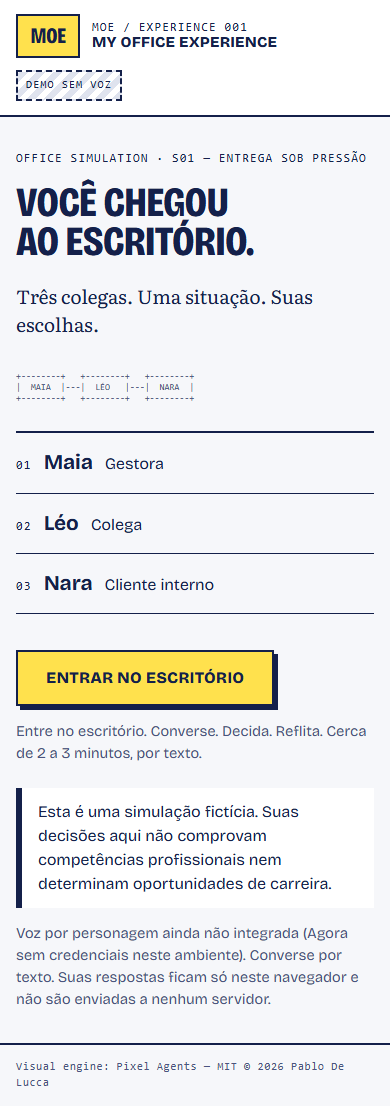 MOE
MOE / EXPERIENCE 001
MY OFFICE EXPERIENCE
DEMO SEM VOZ
OFFICE SIMULATION · S01 — ENTREGA SOB PRESSÃO
VOCÊ CHEGOU
AO ESCRITÓRIO.
Três colegas. Uma situação. Suas
escolhas.
+--------+   +--------+   +--------+
|  MAIA  |---|  LÉO   |---|  NARA  |
+--------+   +--------+   +--------+
01 Maia Gestora
02 Léo Colega
03 Nara Cliente interno
ENTRAR NO ESCRITÓRIO
Entre no escritório. Converse. Decida. Reflita. Cerca
de 2 a 3 minutos, por texto.
Esta é uma simulação fictícia. Suas
decisões aqui não comprovam
competências profissionais nem
determinam oportunidades de carreira.
Voz por personagem ainda não integrada (Agora
sem credenciais neste ambiente). Converse por
texto. Suas respostas ficam só neste navegador e
não são enviadas a nenhum servidor.
Visual engine: Pixel Agents — MIT © 2026 Pablo De
Lucca